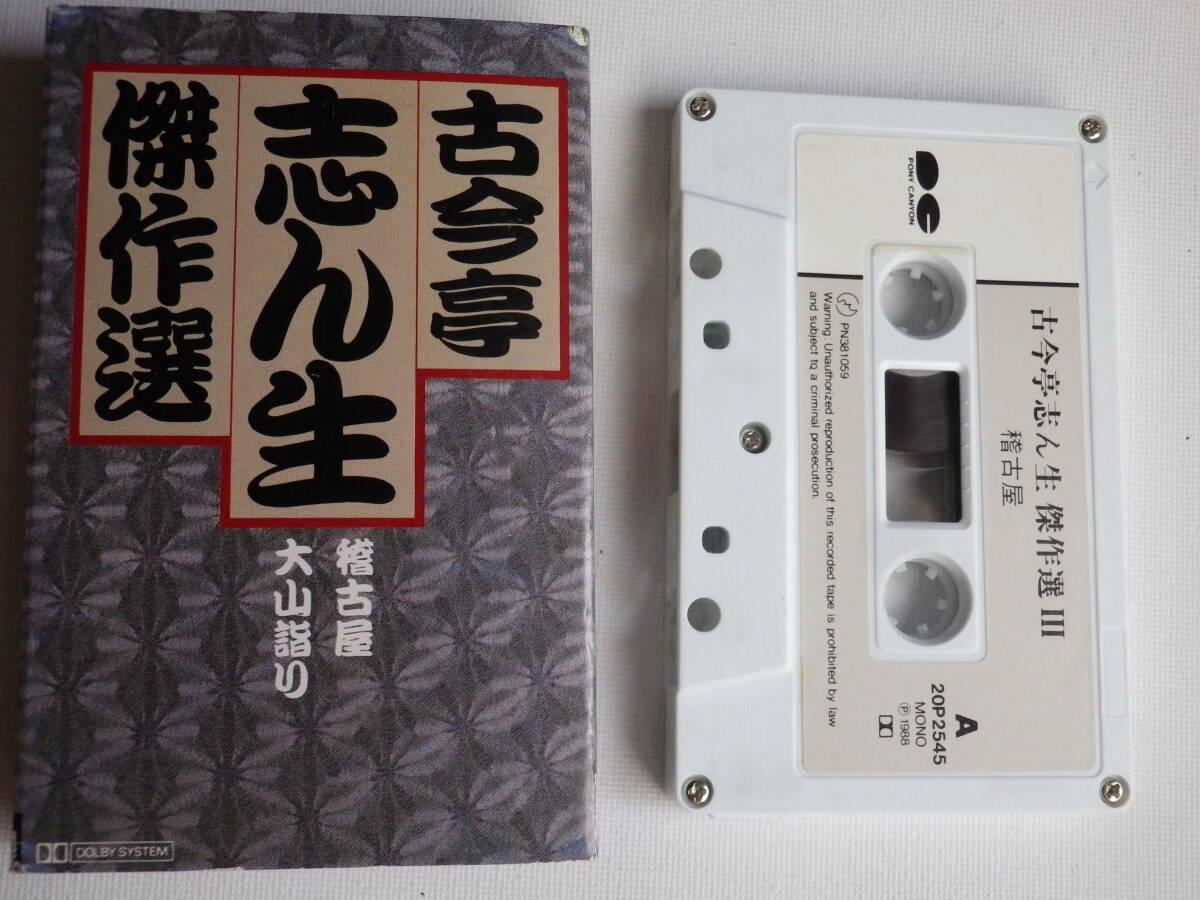 古今亭
志ん生
傑作選
稽古屋
大山詣り
DOLBY SYSTEM
PONY CANYON
古今亭志ん生 傑作選 III
稽古屋
PN381059
Warning: Unauthorized reproduction of this recorded tape is prohibited by law
and subject to a criminal prosecution.
A
20P2545
MONO
Ⓟ1988